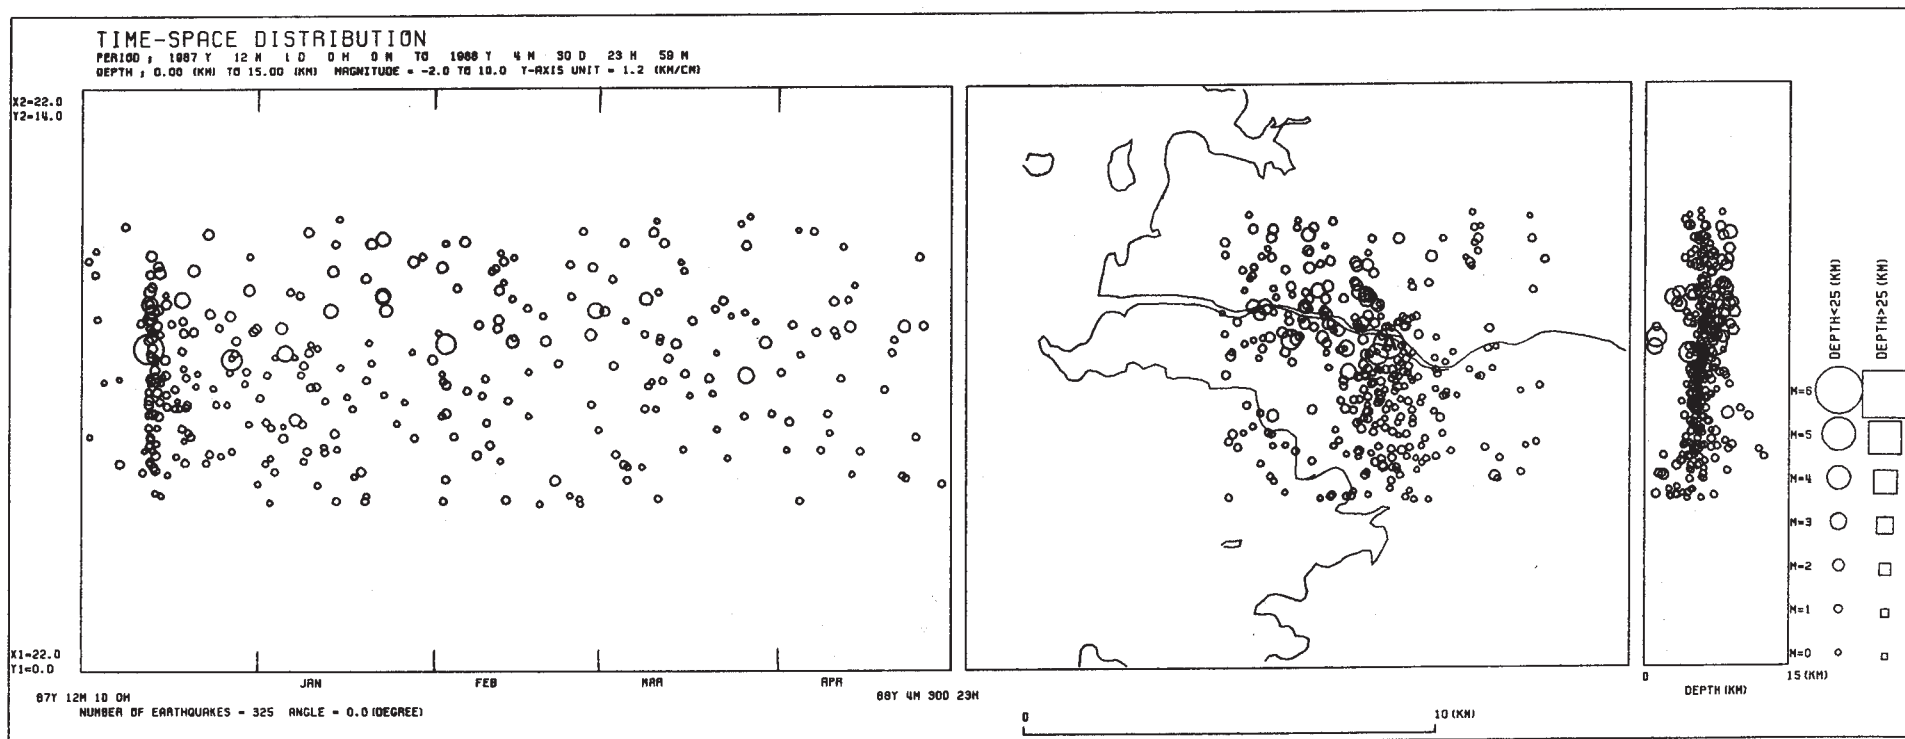 TIME-SPACE DISTRIBUTION
PERIOD ; 1987 Y 12 M 1 D 0 H 0 M TO 1988 Y 4 M 30 D 23 H 59 M
DEPTH ; 0.00 (KM) TO 15.00 (KM) MAGNITUDE = -2.0 TO 10.0 Y-AXIS UNIT = 1.2 (KM/CM)
X2=22.0
Y2=14.0
X1=22.0
Y1=0.0
JAN FEB MAR APR
87Y 12M 1D 0H 88Y 4M 30D 23H
NUMBER OF EARTHQUAKES = 325 ANGLE = 0.0 (DEGREE)
0 10 (KM)
0 15 (KM)
DEPTH (KM)
DEPTH<25 (KM)
DEPTH>25 (KM)
M=6
M=5
M=4
M=3
M=2
M=1
M=0